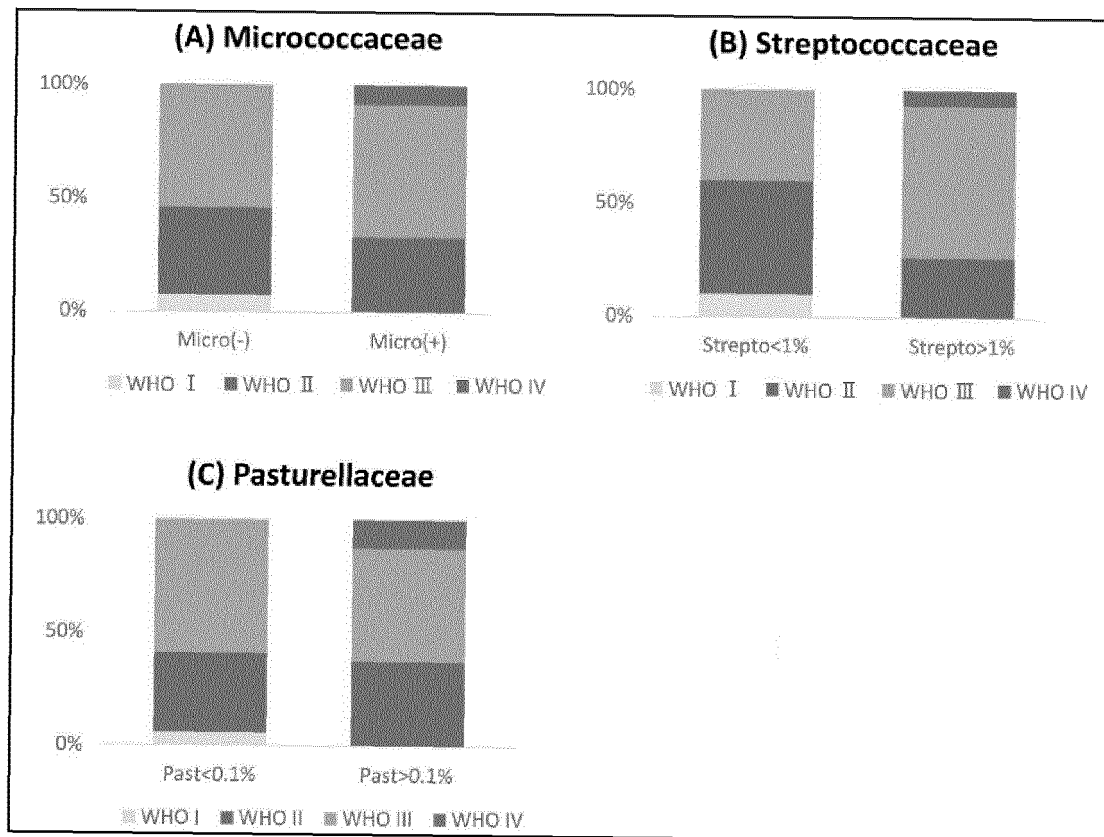 (A) Micrococcaceae
100%
50%
0%
Micro(-) Micro(+)
WHO Ⅰ WHO Ⅱ WHO Ⅲ WHO IV
(B) Streptococcaceae
100%
50%
0%
Strepto<1% Strepto>1%
WHO Ⅰ WHO Ⅱ WHO Ⅲ WHO IV
(C) Pasturellaceae
100%
50%
0%
Past<0.1% Past>0.1%
WHO I WHO II WHO III WHO IV